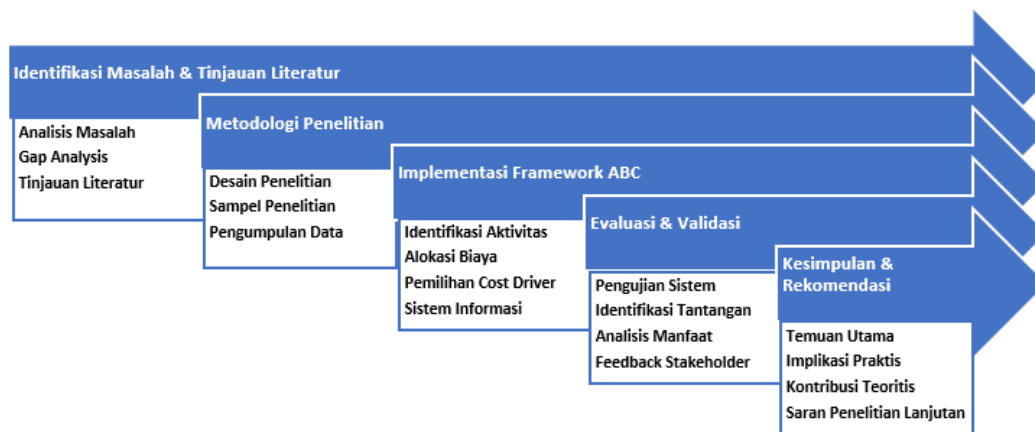 Identifikasi Masalah & Tinjauan Literatur
Analisis Masalah
Gap Analysis
Tinjauan Literatur
Metodologi Penelitian
Desain Penelitian
Sampel Penelitian
Pengumpulan Data
Implementasi Framework ABC
Identifikasi Aktivitas
Alokasi Biaya
Pemilihan Cost Driver
Sistem Informasi
Evaluasi & Validasi
Pengujian Sistem
Identifikasi Tantangan
Analisis Manfaat
Feedback Stakeholder
Kesimpulan &
Rekomendasi
Temuan Utama
Implikasi Praktis
Kontribusi Teoritis
Saran Penelitian Lanjutan